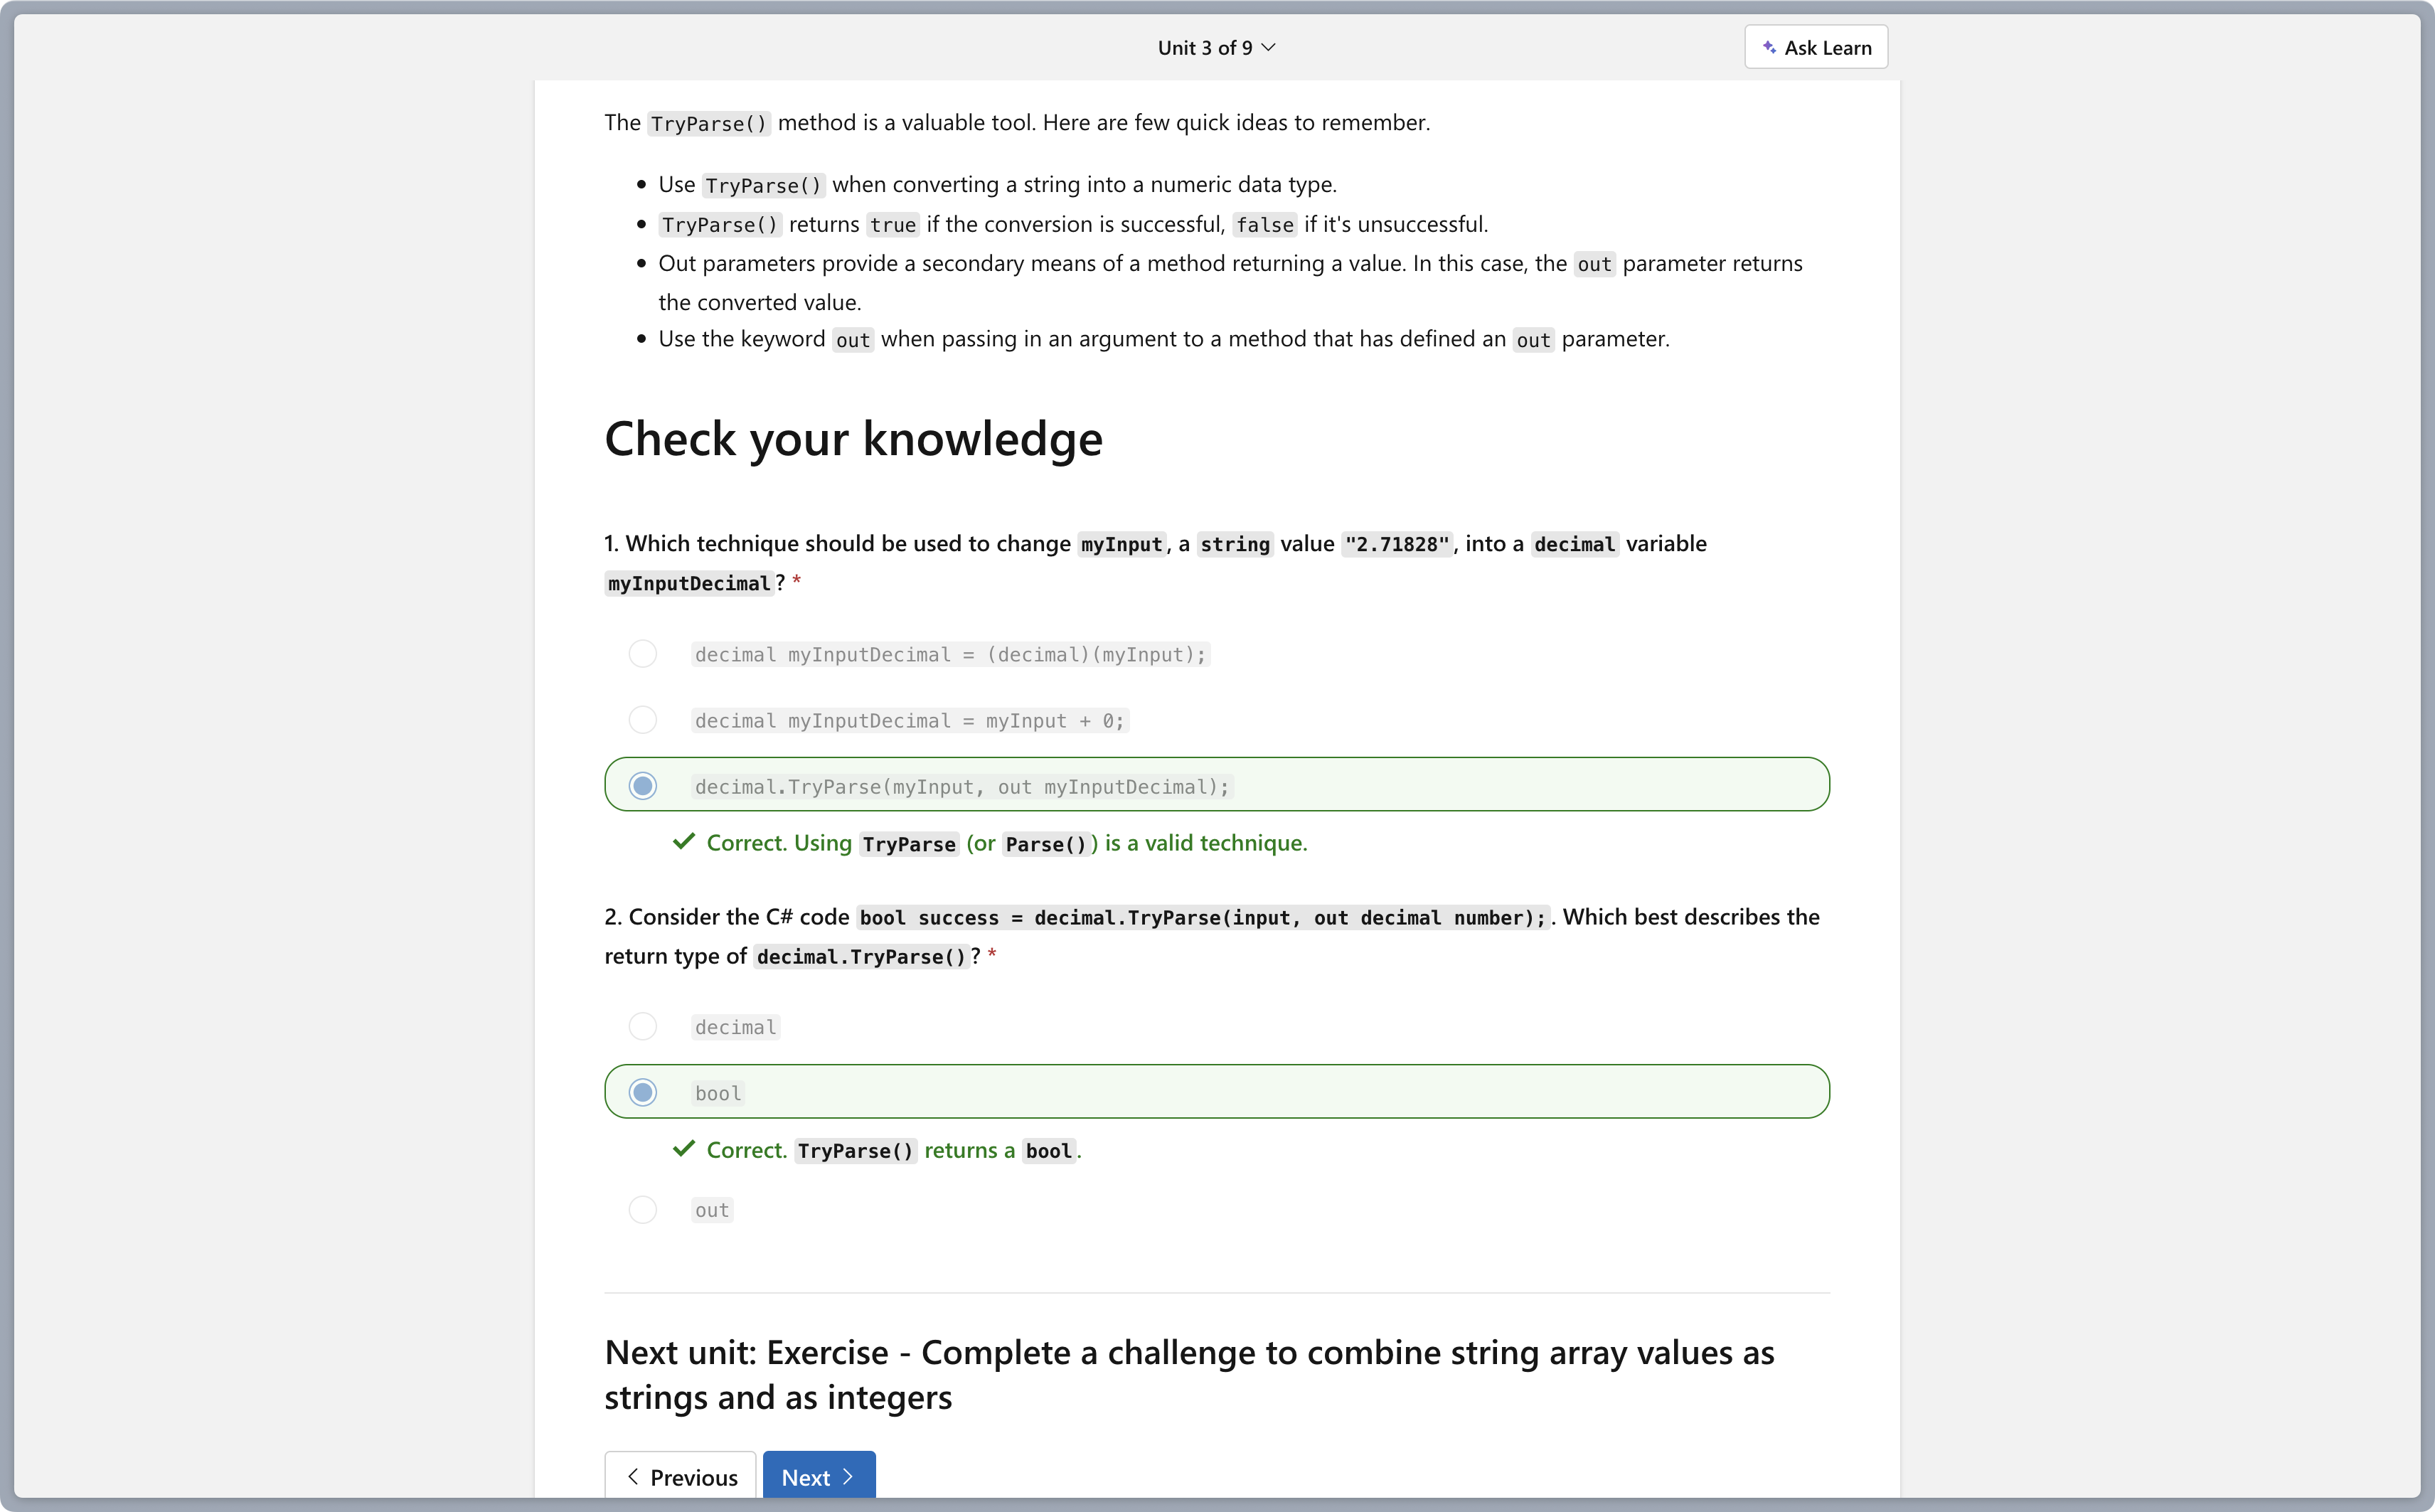 Unit 3 of 9
Ask Learn
The TryParse() method is a valuable tool. Here are few quick ideas to remember.
Use TryParse() when converting a string into a numeric data type.
TryParse() returns true if the conversion is successful, false if it's unsuccessful.
Out parameters provide a secondary means of a method returning a value. In this case, the out parameter returns
the converted value.
Use the keyword out when passing in an argument to a method that has defined an out parameter.
Check your knowledge
1. Which technique should be used to change myInput, a string value "2.71828", into a decimal variable
myInputDecimal? *
decimal myInputDecimal = (decimal)(myInput);
decimal myInputDecimal = myInput + 0;
decimal.TryParse(myInput, out myInputDecimal);
Correct. Using TryParse (or Parse()) is a valid technique.
2. Consider the C# code bool success = decimal.TryParse(input, out decimal number);. Which best describes the
return type of decimal.TryParse()? *
decimal
bool
Correct. TryParse() returns a bool.
out
Next unit: Exercise - Complete a challenge to combine string array values as
strings and as integers
Previous
Next